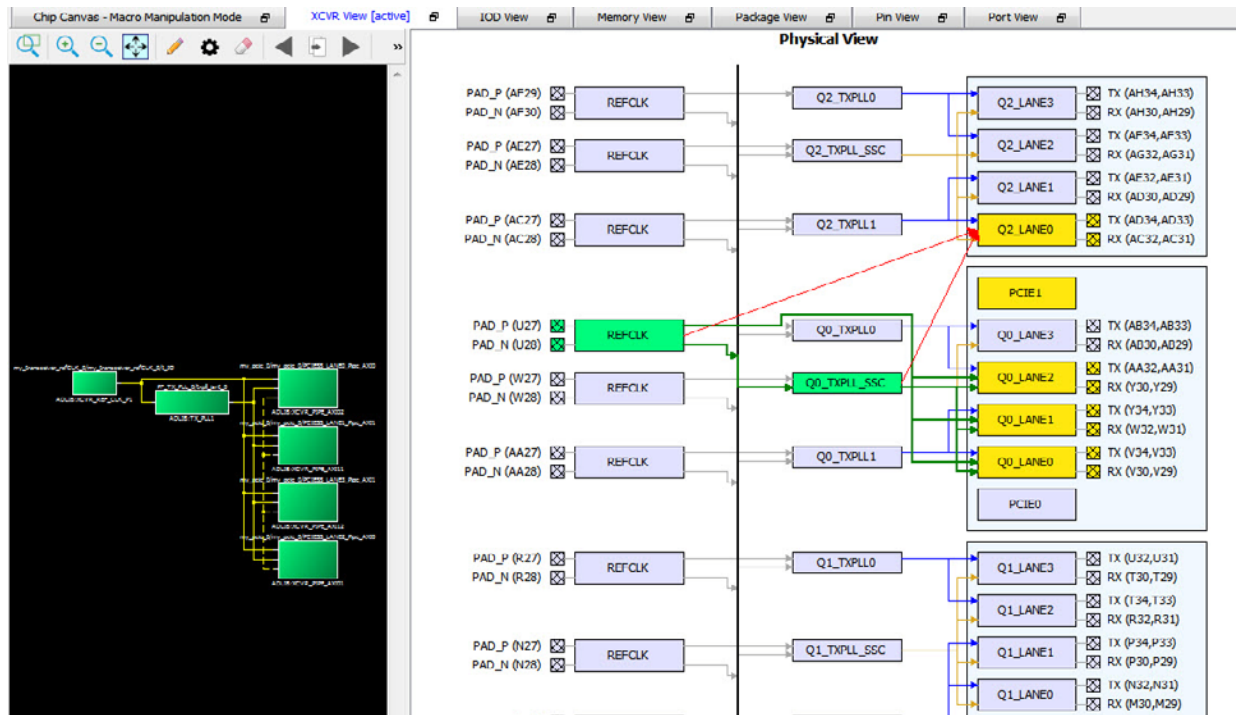 Chip Canvas - Macro Manipulation Mode
XCVR View [active]
IOD View
Memory View
Package View
Pin View
Port View
»
Physical View
PAD_P (AF29)
PAD_N (AF30)
REFCLK
Q2_TXPLL0
Q2_LANE3
TX (AH34,AH33)
RX (AH30,AH29)
PAD_P (AE27)
PAD_N (AE28)
REFCLK
Q2_TXPLL_SSC
Q2_LANE2
TX (AF34,AF33)
RX (AG32,AG31)
Q2_LANE1
TX (AE32,AE31)
RX (AD30,AD29)
PAD_P (AC27)
PAD_N (AC28)
REFCLK
Q2_TXPLL1
Q2_LANE0
TX (AD34,AD33)
RX (AC32,AC31)
PCIE1
PAD_P (U27)
PAD_N (U28)
REFCLK
Q0_TXPLL0
Q0_LANE3
TX (AB34,AB33)
RX (AB30,AB29)
PAD_P (W27)
PAD_N (W28)
REFCLK
Q0_TXPLL_SSC
Q0_LANE2
TX (AA32,AA31)
RX (Y30,Y29)
Q0_LANE1
TX (Y34,Y33)
RX (W32,W31)
PAD_P (AA27)
PAD_N (AA28)
REFCLK
Q0_TXPLL1
Q0_LANE0
TX (V34,V33)
RX (V30,V29)
PCIE0
PAD_P (R27)
PAD_N (R28)
REFCLK
Q1_TXPLL0
Q1_LANE3
TX (U32,U31)
RX (T30,T29)
Q1_LANE2
TX (T34,T33)
RX (R32,R31)
PAD_P (N27)
PAD_N (N28)
REFCLK
Q1_TXPLL_SSC
Q1_LANE1
TX (P34,P33)
RX (P30,P29)
Q1_LANE0
TX (N32,N31)
RX (M30,M29)